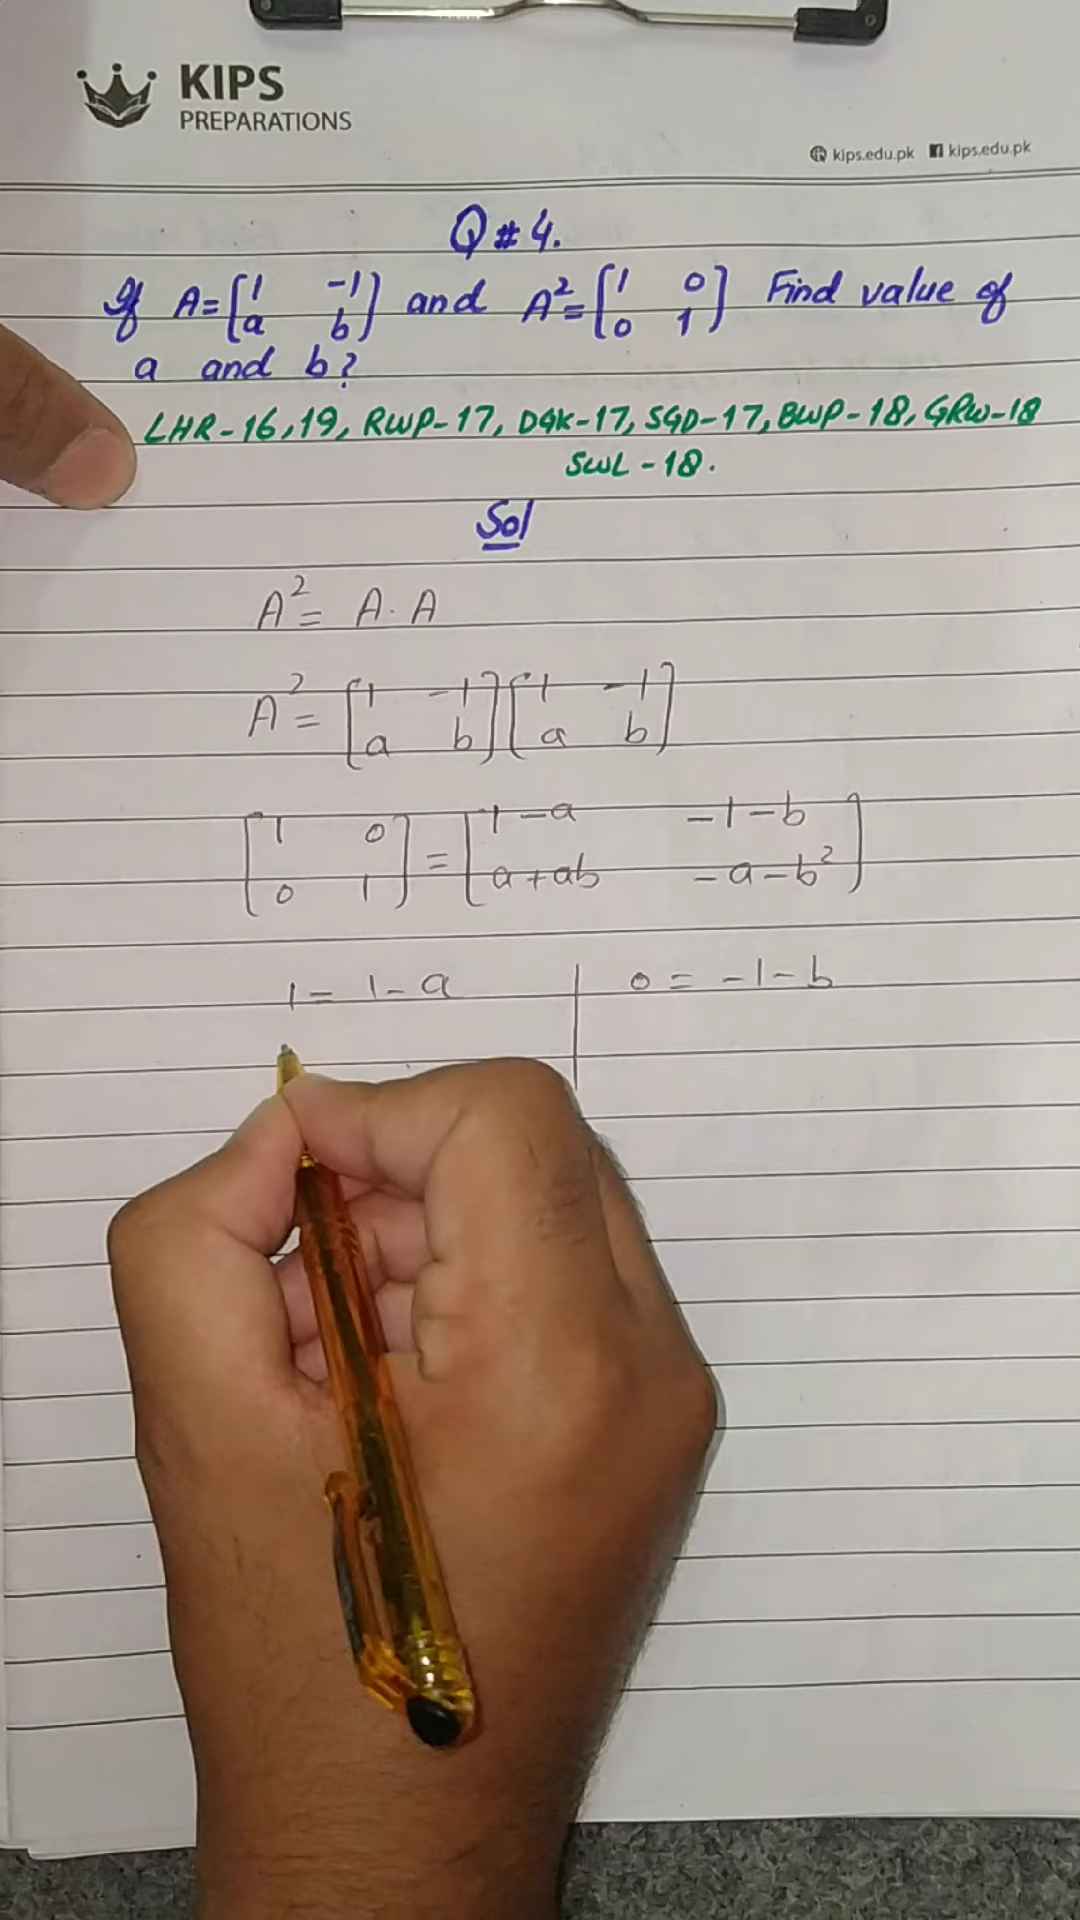 KIPS
PREPARATIONS
kips.edu.pk kips.edu.pk
Q # 4.
If A = [1 -1; a b] and A² = [1 0; 0 1] Find value of
a and b?
LHR-16,19, RWP-17, DGK-17, SGD-17, BWP-18, GRW-18
SWL-18.
Sol
A² = A. A
A² = [1 -1; a b] [1 -1; a b]
[1 0; 0 1] = [1-a -1-b; a+ab -a-b²]
1 = 1-a | 0 = -1-b